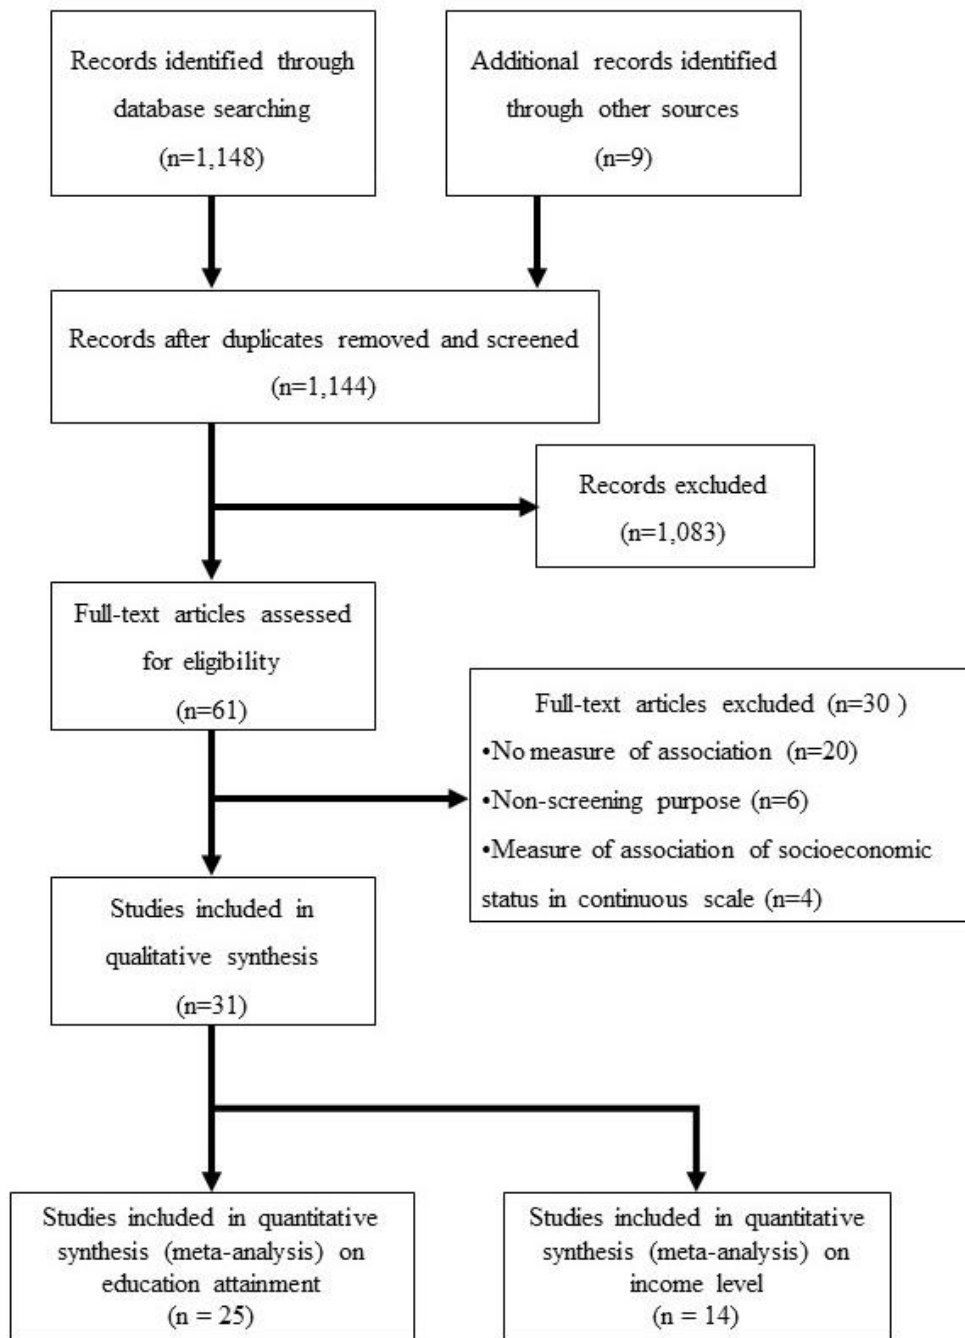 Records identified through
database searching
(n=1,148)
Additional records identified
through other sources
(n=9)
Records after duplicates removed and screened
(n=1,144)
Records excluded
(n=1,083)
Full-text articles assessed
for eligibility
(n=61)
Full-text articles excluded (n=30 )
•No measure of association (n=20)
•Non-screening purpose (n=6)
•Measure of association of socioeconomic
status in continuous scale (n=4)
Studies included in
qualitative synthesis
(n=31)
Studies included in quantitative
synthesis (meta-analysis) on
education attainment
(n = 25)
Studies included in quantitative
synthesis (meta-analysis) on
income level
(n = 14)